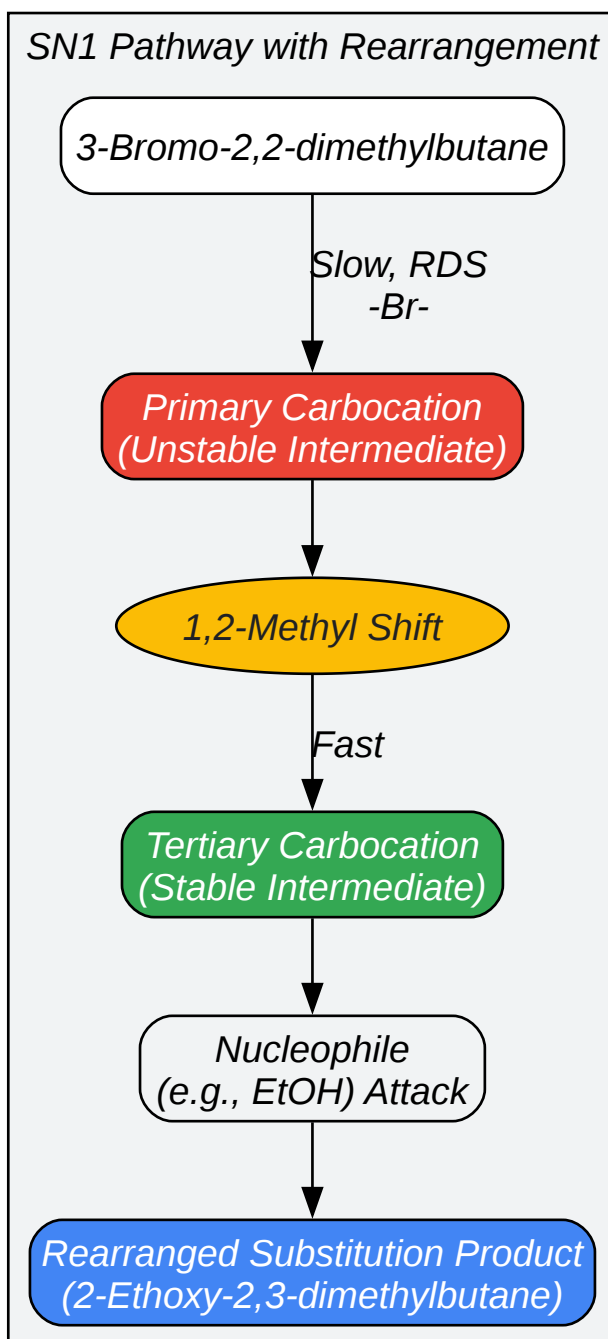 SN1 Pathway with Rearrangement
3-Bromo-2,2-dimethylbutane
Slow, RDS
-Br-
Primary Carbocation
(Unstable Intermediate)
1,2-Methyl Shift
Fast
Tertiary Carbocation
(Stable Intermediate)
Nucleophile
(e.g., EtOH) Attack
Rearranged Substitution Product
(2-Ethoxy-2,3-dimethylbutane)